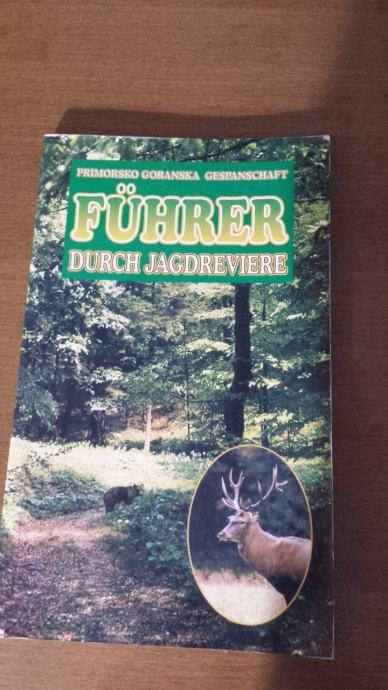 PRIMORSKO GORANSKA GESPANSCHAFT
FÜHRER
DURCH JAGDREVIERE